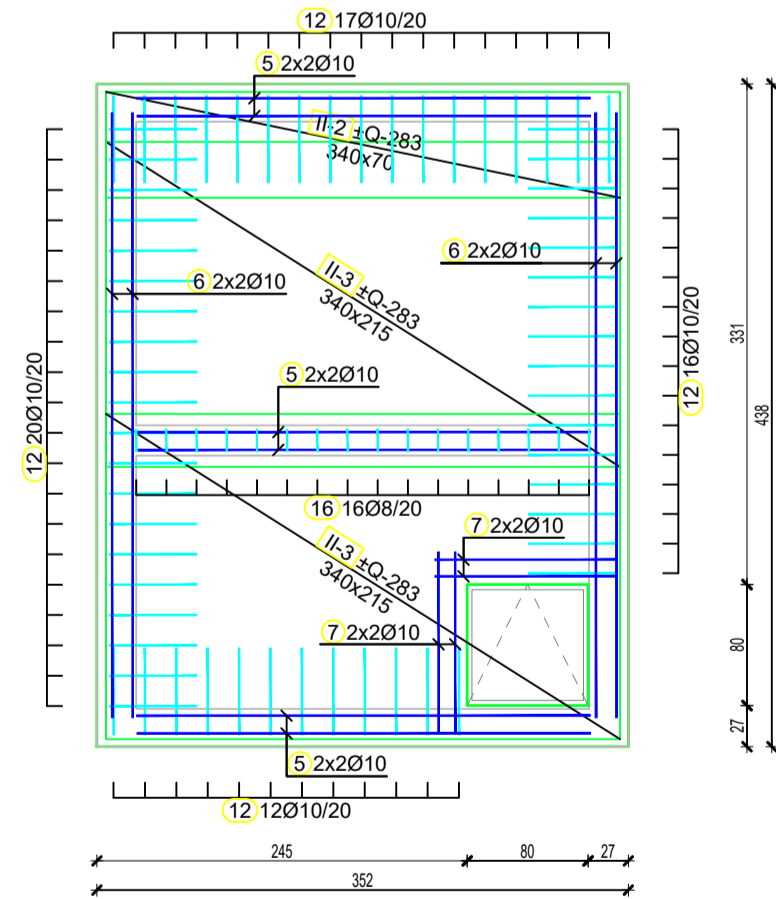 12 17Ø10/20
5 2x2Ø10
II-2 ±Q-283
340x70
6 2x2Ø10
6 2x2Ø10
II-3 ±Q-283
340x215
12 20Ø10/20
12 16Ø10/20
331
438
5 2x2Ø10
16 16Ø8/20
7 2x2Ø10
II-3 ±Q-283
340x215
7 2x2Ø10
80
27
5 2x2Ø10
12 12Ø10/20
245
80
27
352